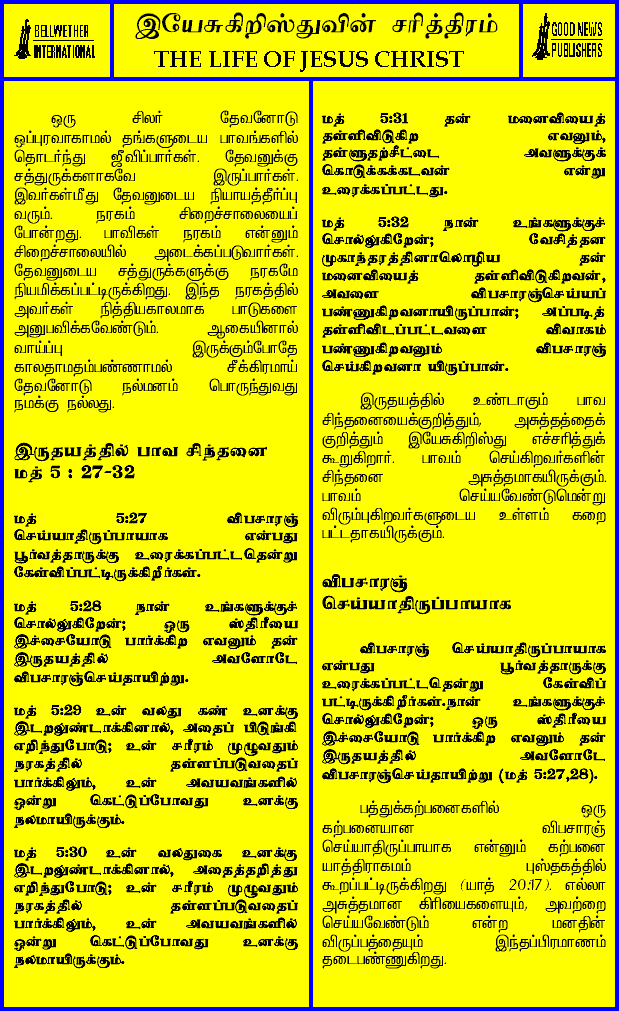 BELLWETHER
INTERNATIONAL
இயேசுகிறிஸ்துவின் சரித்திரம்
THE LIFE OF JESUS CHRIST
GOOD NEWS
PUBLISHERS
ஒரு சிலர் தேவனோடு
ஒப்புரவாகாமல் தங்களுடைய பாவங்களில்
தொடர்ந்து ஜீவிப்பார்கள். தேவனுக்கு
சத்துருக்களாகவே இருப்பார்கள்.
இவர்கள்மீது தேவனுடைய நியாயத்தீர்ப்பு
வரும். நரகம் சிறைச்சாலையைப்
போன்றது. பாவிகள் நரகம் என்னும்
சிறைச்சாலையில் அடைக்கப்படுவார்கள்.
தேவனுடைய சத்துருக்களுக்கு நரகமே
நியமிக்கப்பட்டிருக்கிறது. இந்த நரகத்தில்
அவர்கள் நித்தியகாலமாக பாடுகளை
அனுபவிக்கவேண்டும். ஆகையினால்
வாய்ப்பு இருக்கும்போதே
காலதாமதம்பண்ணாமல் சீக்கிரமாய்
தேவனோடு நல்மனம் பொருந்துவது
நமக்கு நல்லது.
இருதயத்தில் பாவ சிந்தனை
மத் 5 : 27-32
மத் 5:27 விபசாரஞ்
செய்யாதிருப்பாயாக என்பது
பூர்வத்தாருக்கு உரைக்கப்பட்டதென்று
கேள்விப்பட்டிருக்கிறீர்கள்.
மத் 5:28 நான் உங்களுக்குச்
சொல்லுகிறேன்; ஒரு ஸ்திரீயை
இச்சையோடு பார்க்கிற எவனும் தன்
இருதயத்தில் அவளோடே
விபசாரஞ்செய்தாயிற்று.
மத் 5:29 உன் வலது கண் உனக்கு
இடறலுண்டாக்கினால், அதைப் பிடுங்கி
எறிந்துபோடு; உன் சரீரம் முழுவதும்
நரகத்தில் தள்ளப்படுவதைப்
பார்க்கிலும், உன் அவயவங்களில்
ஒன்று கெட்டுப்போவது உனக்கு
நலமாயிருக்கும்.
மத் 5:30 உன் வலதுகை உனக்கு
இடறலுண்டாக்கினால், அதைத்தறித்து
எறிந்துபோடு; உன் சரீரம் முழுவதும்
நரகத்தில் தள்ளப்படுவதைப்
பார்க்கிலும், உன் அவயவங்களில்
ஒன்று கெட்டுப்போவது உனக்கு
நலமாயிருக்கும்.
மத் 5:31 தன் மனைவியைத்
தள்ளிவிடுகிற எவனும்,
தள்ளுதற்சீட்டை அவளுக்குக்
கொடுக்கக்கடவன் என்று
உரைக்கப்பட்டது.
மத் 5:32 நான் உங்களுக்குச்
சொல்லுகிறேன்; வேசித்தன
முகாந்தரத்தினாலொழிய தன்
மனைவியைத் தள்ளிவிடுகிறவன்,
அவளை விபசாரஞ்செய்யப்
பண்ணுகிறவனாயிருப்பான்; அப்படித்
தள்ளிவிடப்பட்டவளை விவாகம்
பண்ணுகிறவனும் விபசாரஞ்
செய்கிறவனா யிருப்பான்.
இருதயத்தில் உண்டாகும் பாவ
சிந்தனையைக்குறித்தும், அசுத்தத்தைக்
குறித்தும் இயேசுகிறிஸ்து எச்சரித்துக்
கூறுகிறார். பாவம் செய்கிறவர்களின்
சிந்தனை அசுத்தமாகயிருக்கும்.
பாவம் செய்யவேண்டுமென்று
விரும்புகிறவர்களுடைய உள்ளம் கறை
பட்டதாகயிருக்கும்.
விபசாரஞ்
செய்யாதிருப்பாயாக
விபசாரஞ் செய்யாதிருப்பாயாக
என்பது பூர்வத்தாருக்கு
உரைக்கப்பட்டதென்று கேள்விப்
பட்டிருக்கிறீர்கள்.நான் உங்களுக்குச்
சொல்லுகிறேன்; ஒரு ஸ்திரீயை
இச்சையோடு பார்க்கிற எவனும் தன்
இருதயத்தில் அவளோடே
விபசாரஞ்செய்தாயிற்று (மத் 5:27,28).
பத்துக்கற்பனைகளில் ஒரு
கற்பனையான விபசாரஞ்
செய்யாதிருப்பாயாக என்னும் கற்பனை
யாத்திராகமம் புஸ்தகத்தில்
கூறப்பட்டிருக்கிறது (யாத் 20:17). எல்லா
அசுத்தமான கிரியைகளையும், அவற்றை
செய்யவேண்டும் என்ற மனதின்
விருப்பத்தையும் இந்தப்பிரமாணம்
தடைபண்ணுகிறது.